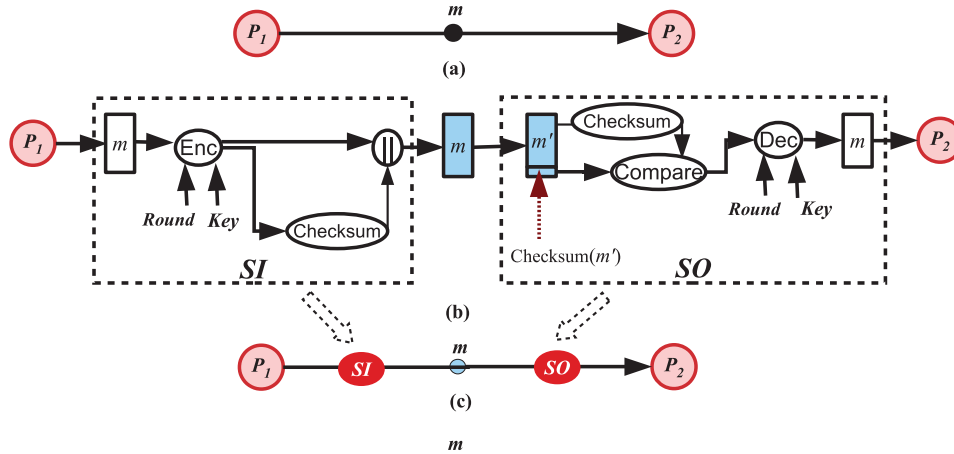 m
P1 P2
(a)
P1 m Enc || m m' Checksum Compare Dec m P2
Round Key Checksum Round Key
Checksum(m')
SI SO
(b)
m
P1 SI SO P2
(c)
m